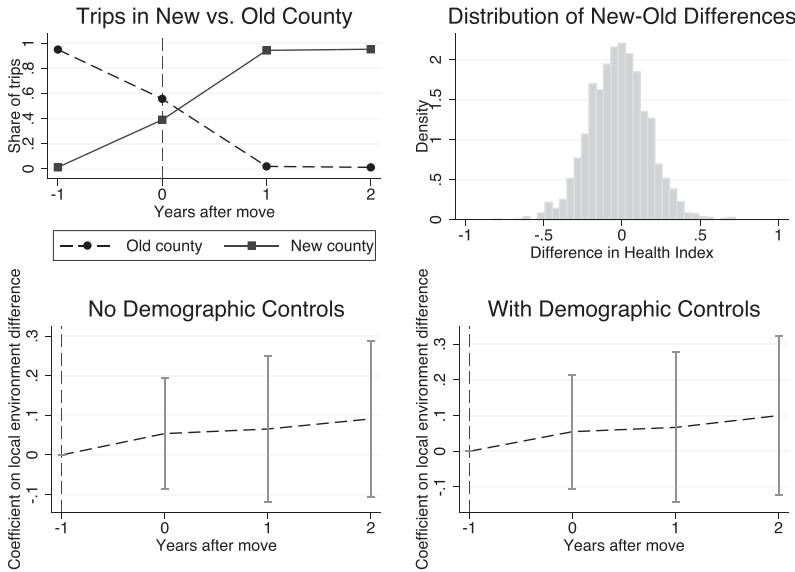 Trips in New vs. Old County
Share of trips
1
.8
.6
.4
.2
0
-1 0 1 2
Years after move
Old county New county
Distribution of New-Old Differences
Density
2
1.5
1
.5
0
-1 -.5 0 .5 1
Difference in Health Index
No Demographic Controls
Coefficient on local environment difference
.3
.2
.1
0
-.1
-1 0 1 2
Years after move
With Demographic Controls
Coefficient on local environment difference
.3
.2
.1
0
-.1
-1 0 1 2
Years after move